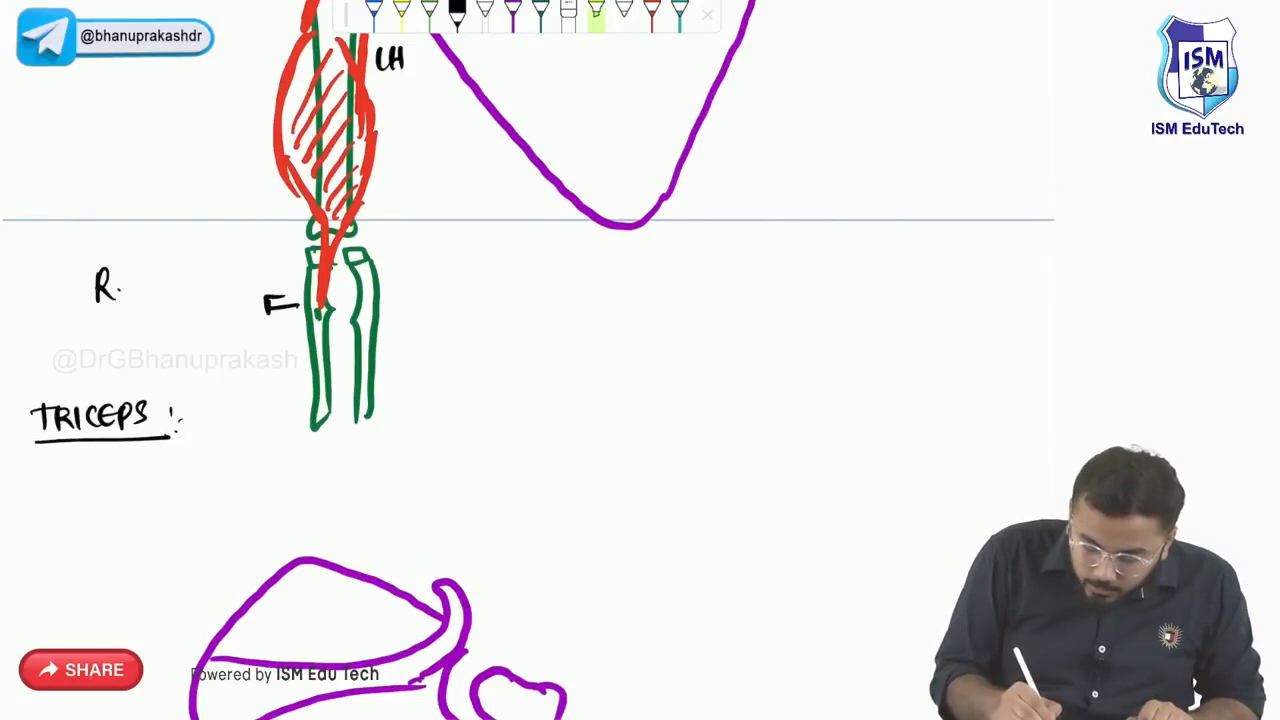 @bhanuprakashdr
LH
ISM
ISM EduTech
R.
F
@DrGBhanuprakash
TRICEPS :
SHARE
Powered by ISM Edu Tech